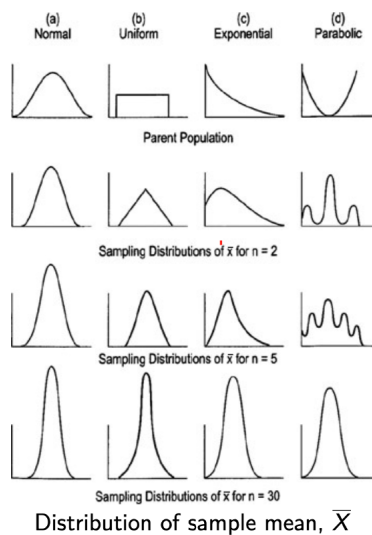 (a) (b) (c) (d)
Normal Uniform Exponential Parabolic
Parent Population
Sampling Distributions of x̄ for n = 2
Sampling Distributions of x̄ for n = 5
Sampling Distributions of x̄ for n = 30
Distribution of sample mean, X̄